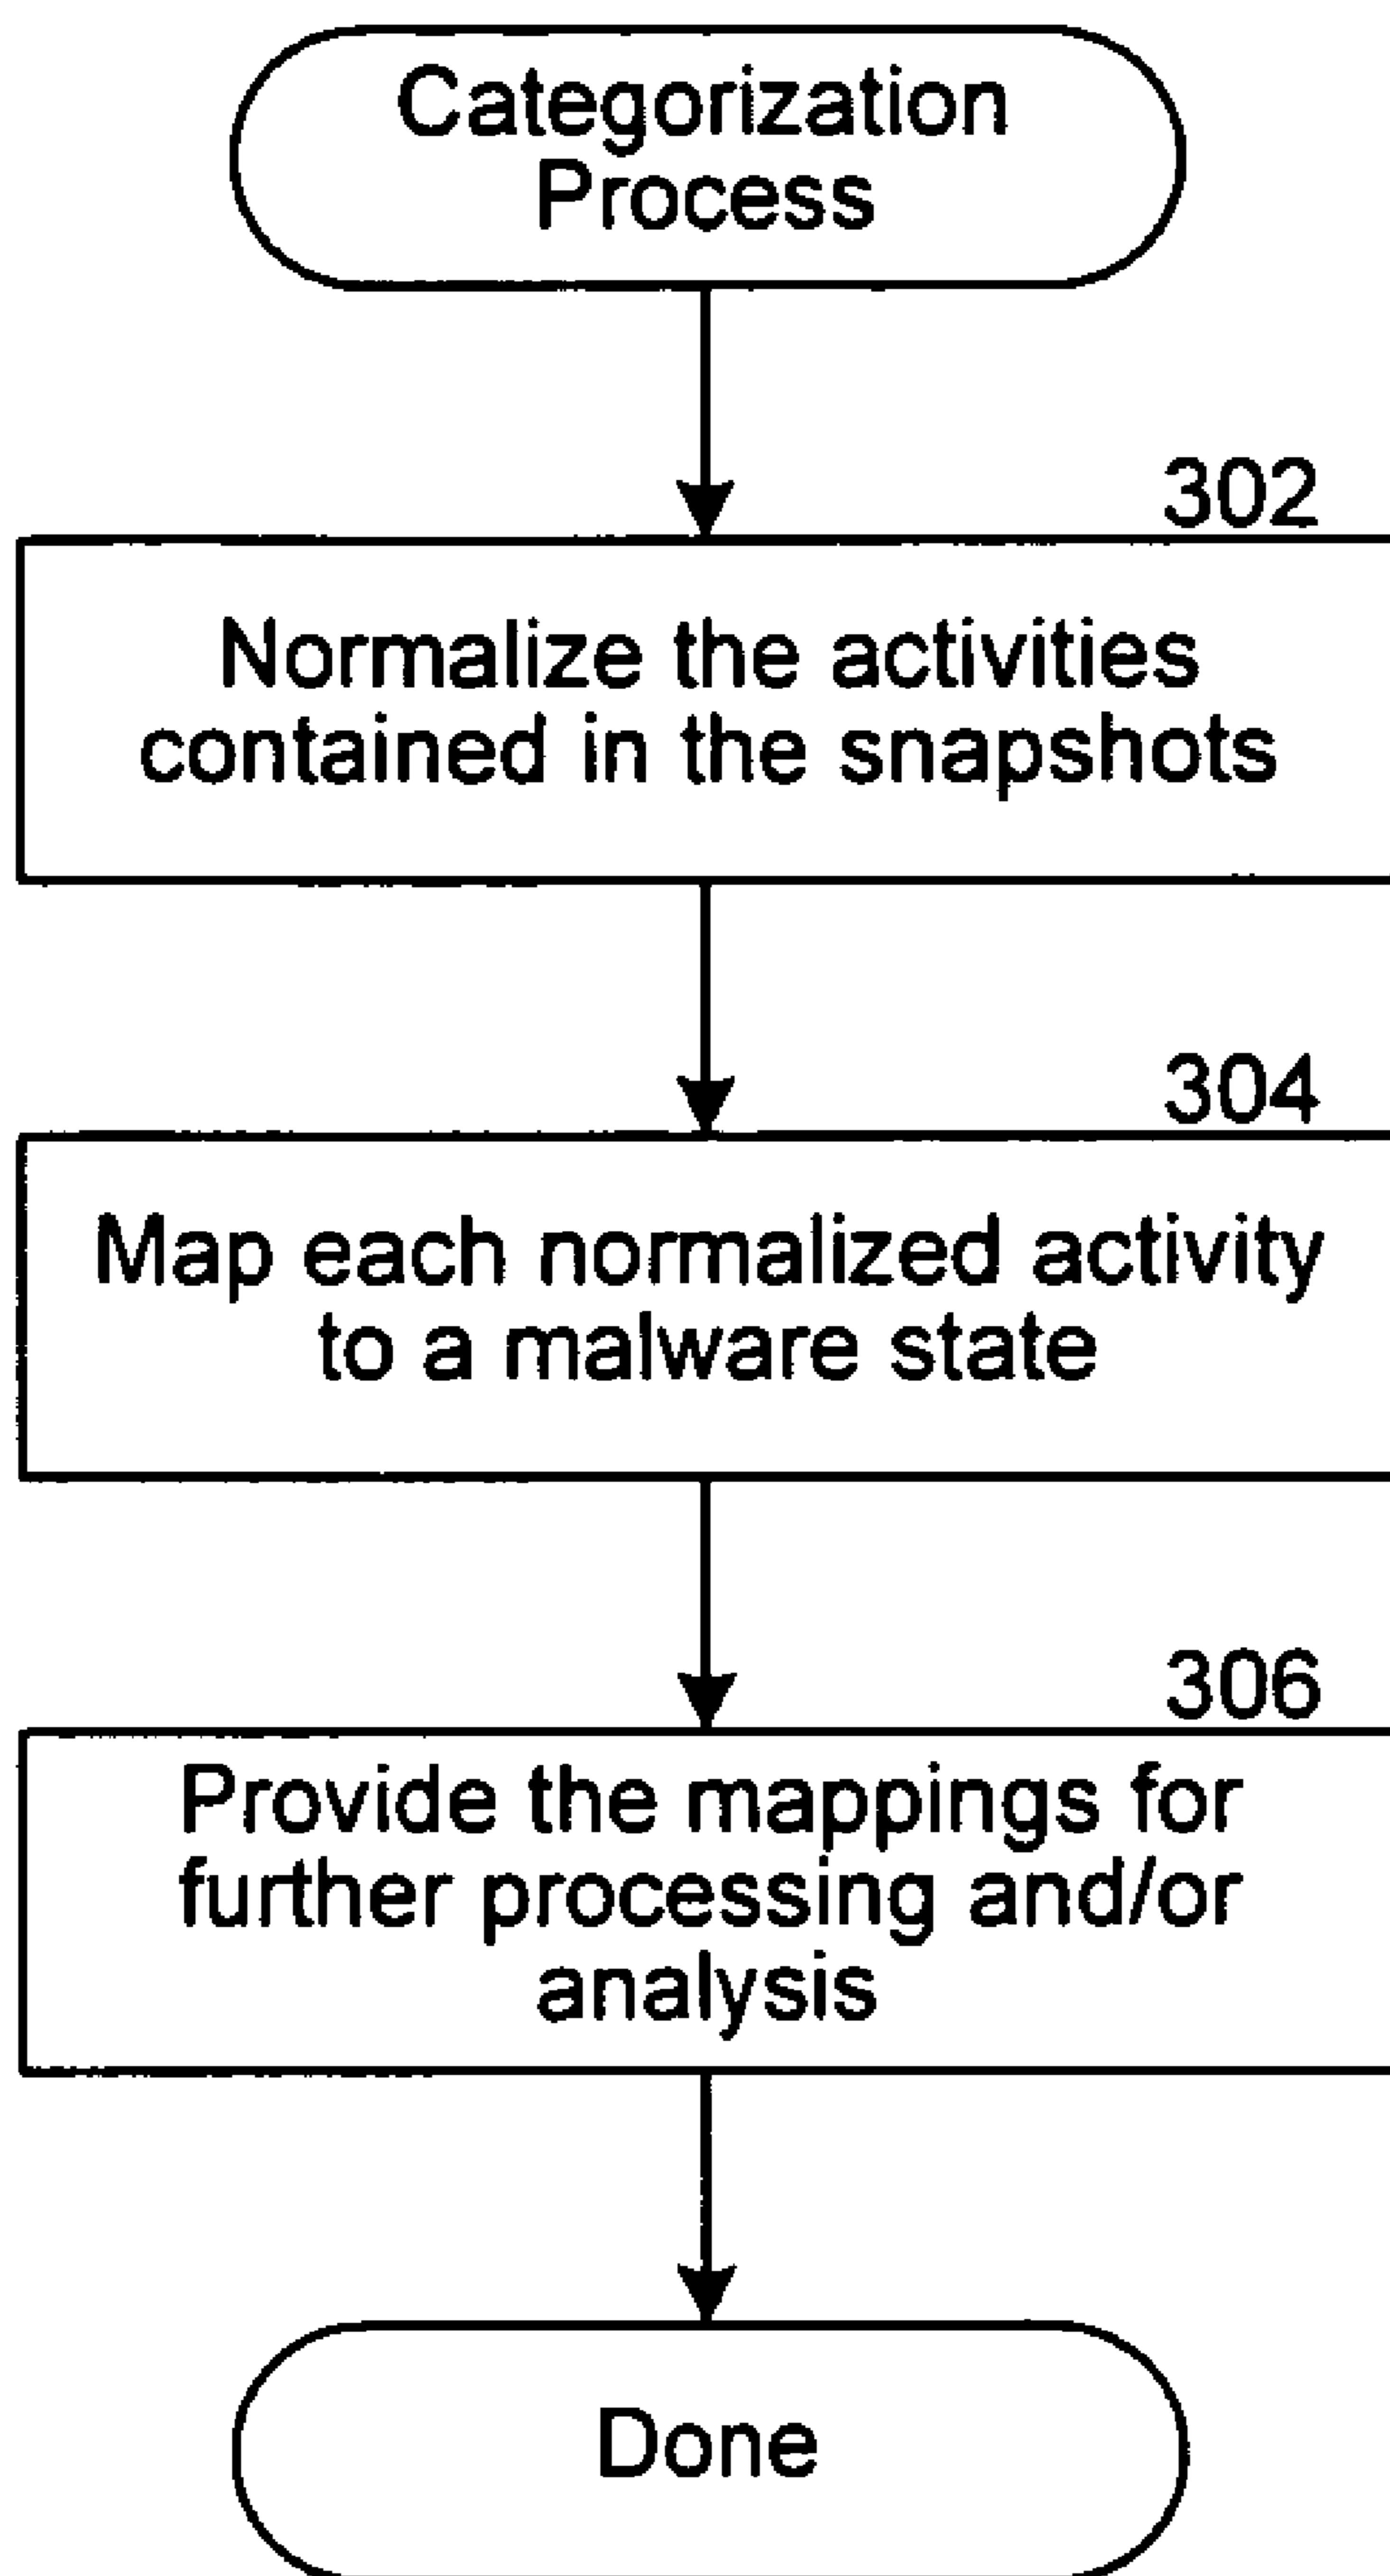 Categorization
Process
302
Normalize the activities
contained in the snapshots
304
Map each normalized activity
to a malware state
306
Provide the mappings for
further processing and/or
analysis
Done